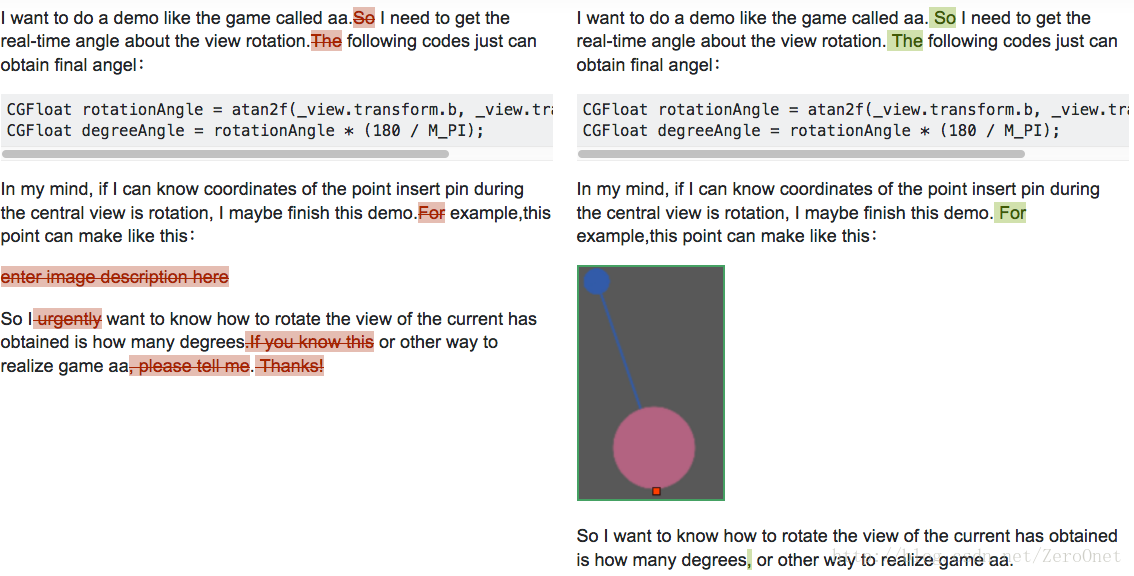 I want to do a demo like the game called aa.So I need to get the
real-time angle about the view rotation.The following codes just can
obtain final angel：
CGFloat rotationAngle = atan2f(_view.transform.b, _view.tra
CGFloat degreeAngle = rotationAngle * (180 / M_PI);
In my mind, if I can know coordinates of the point insert pin during
the central view is rotation, I maybe finish this demo.For example,this
point can make like this：
enter image description here
So I urgently want to know how to rotate the view of the current has
obtained is how many degrees.If you know this or other way to
realize game aa, please tell me. Thanks!
I want to do a demo like the game called aa. So I need to get the
real-time angle about the view rotation. The following codes just can
obtain final angel：
CGFloat rotationAngle = atan2f(_view.transform.b, _view.tra
CGFloat degreeAngle = rotationAngle * (180 / M_PI);
In my mind, if I can know coordinates of the point insert pin during
the central view is rotation, I maybe finish this demo. For
example,this point can make like this：
So I want to know how to rotate the view of the current has obtained
is how many degrees, or other way to realize game aa.
http://blog.csdn.net/ZeroOnet